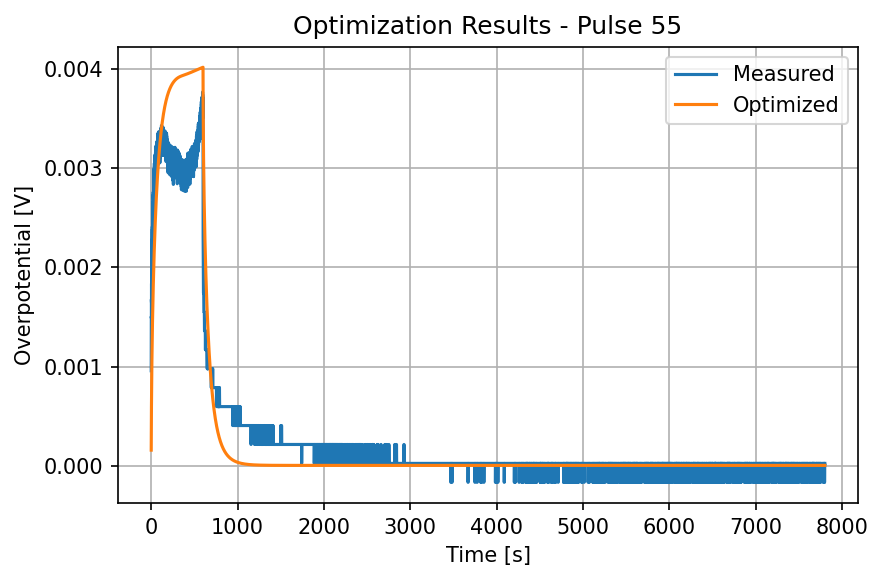 Optimization Results - Pulse 55
Measured
Optimized
Overpotential [V]
0.004
0.003
0.002
0.001
0.000
0 1000 2000 3000 4000 5000 6000 7000 8000
Time [s]